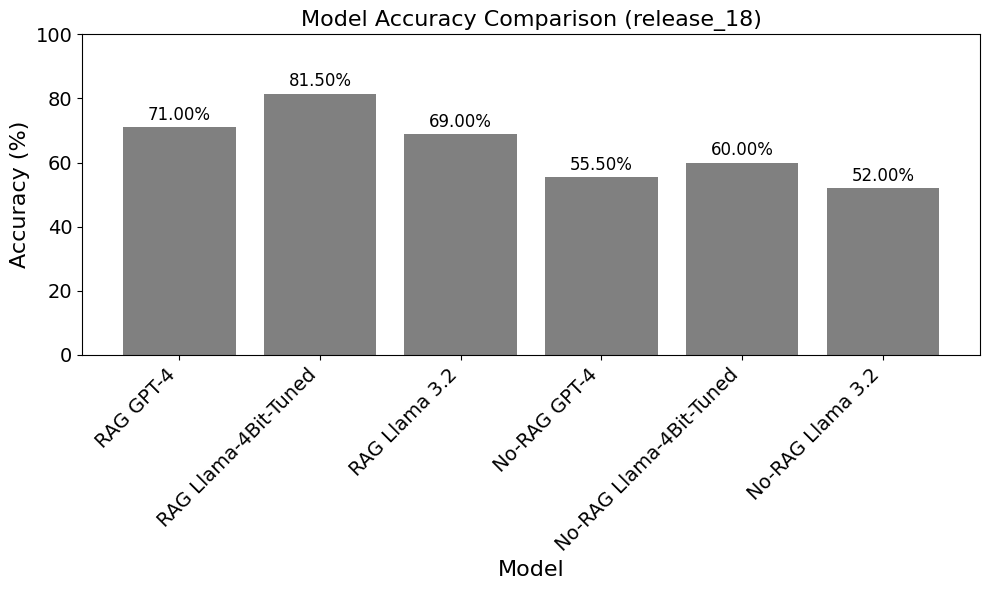 Model Accuracy Comparison (release_18)
Accuracy (%)
100
80
60
40
20
0
71.00%
81.50%
69.00%
55.50%
60.00%
52.00%
RAG GPT-4
RAG Llama-4Bit-Tuned
RAG Llama 3.2
No-RAG GPT-4
No-RAG Llama-4Bit-Tuned
No-RAG Llama 3.2
Model